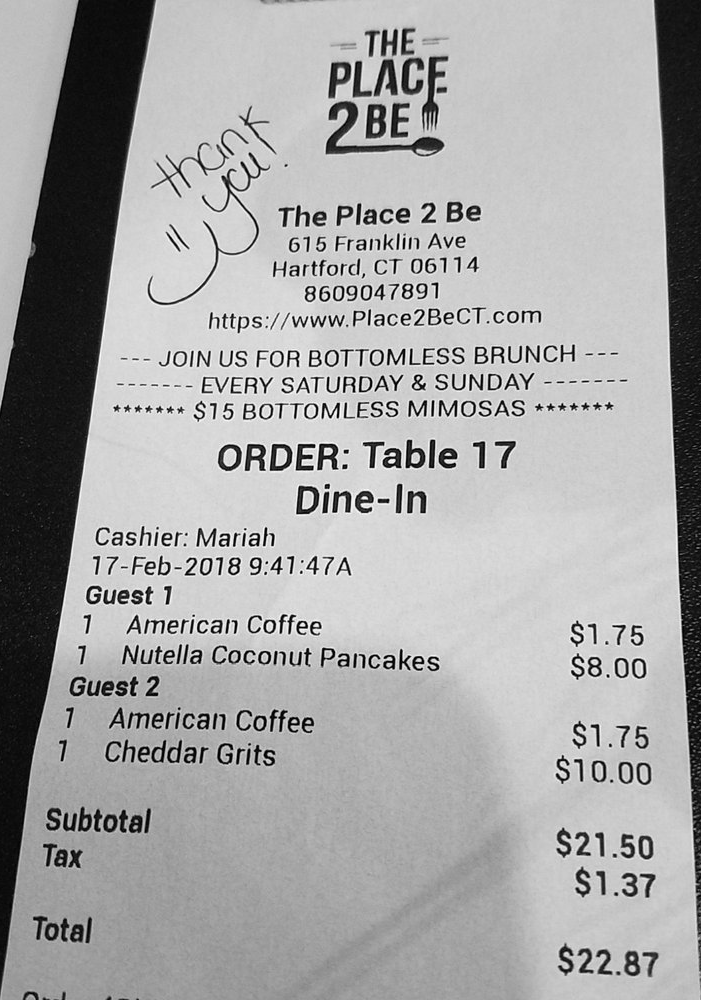 THE
PLACE
2 BE
thank
you!
The Place 2 Be
615 Franklin Ave
Hartford, CT 06114
8609047891
https://www.Place2BeCT.com
--- JOIN US FOR BOTTOMLESS BRUNCH ---
------- EVERY SATURDAY & SUNDAY -------
******* $15 BOTTOMLESS MIMOSAS *******
ORDER: Table 17
Dine-In
Cashier: Mariah
17-Feb-2018 9:41:47A
Guest 1
1 American Coffee $1.75
1 Nutella Coconut Pancakes $8.00
Guest 2
1 American Coffee $1.75
1 Cheddar Grits $10.00
Subtotal $21.50
Tax $1.37
Total $22.87